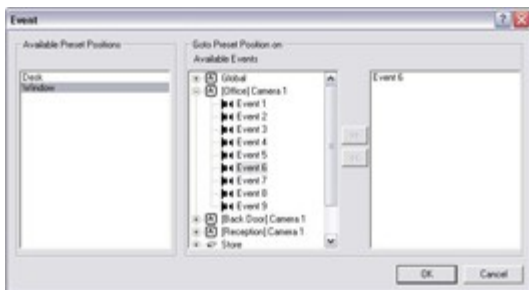 Event
Available Preset Positions
Desk
Window
Goto Preset Position on
Available Events
Global
[Office] Camera 1
Event 1
Event 2
Event 3
Event 4
Event 5
Event 6
Event 7
Event 8
Event 9
[Back Door] Camera 1
[Reception] Camera 1
Store
>>
<<
Event 6
OK
Cancel